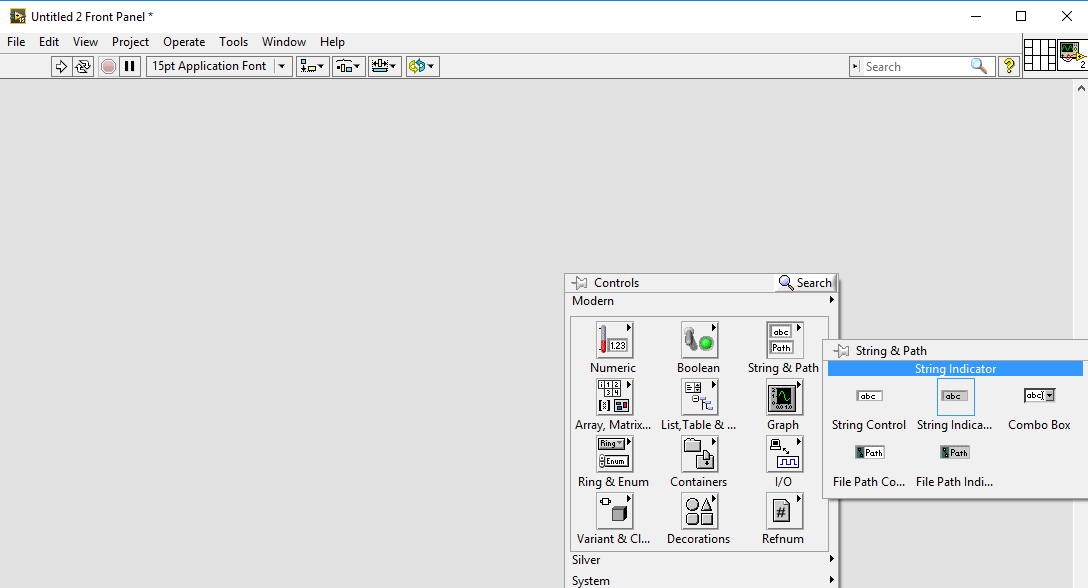 Untitled 2 Front Panel *
File Edit View Project Operate Tools Window Help
15pt Application Font
Search
?
2
Controls Search
Modern
1.23
abc
Path
Numeric Boolean String & Path
String & Path
String Indicator
abc abc abc
String Control String Indica... Combo Box
Array, Matrix... List, Table & ... Graph
Ring
Enum
Path Path
File Path Co... File Path Indi...
Ring & Enum Containers I/O
#
Variant & Cl... Decorations Refnum
Silver
System